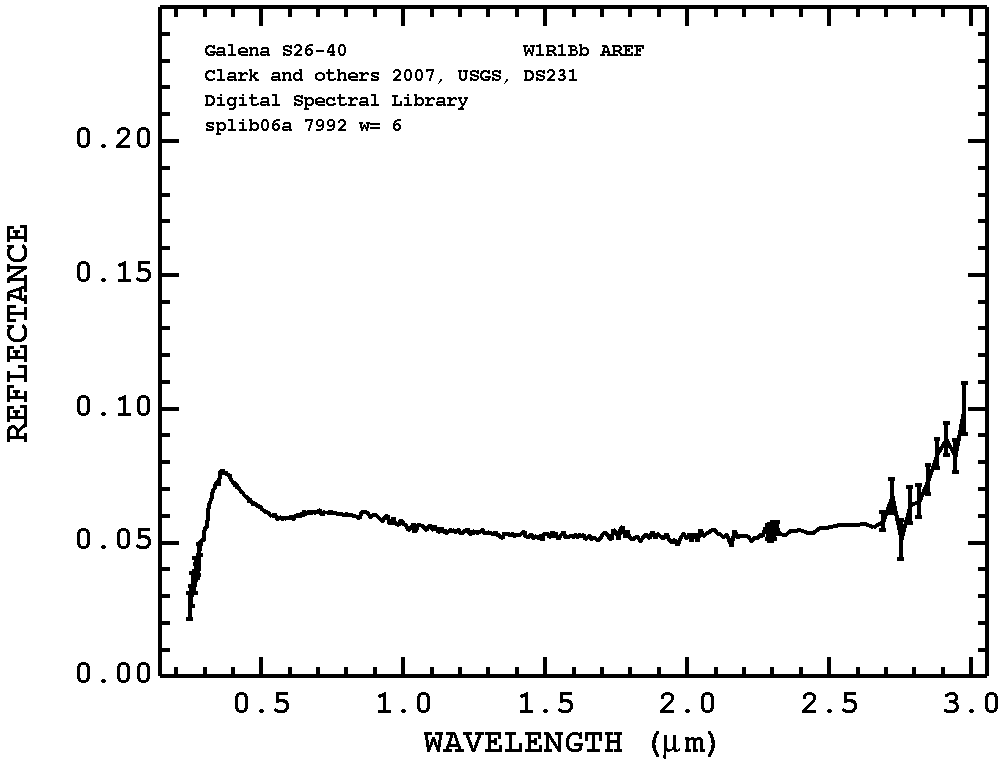 Galena S26-40 W1R1Bb AREF
Clark and others 2007, USGS, DS231
Digital Spectral Library
splib06a 7992 w= 6
0.20
0.15
0.10
0.05
0.00
REFLECTANCE
0.5 1.0 1.5 2.0 2.5 3.0
WAVELENGTH (μm)